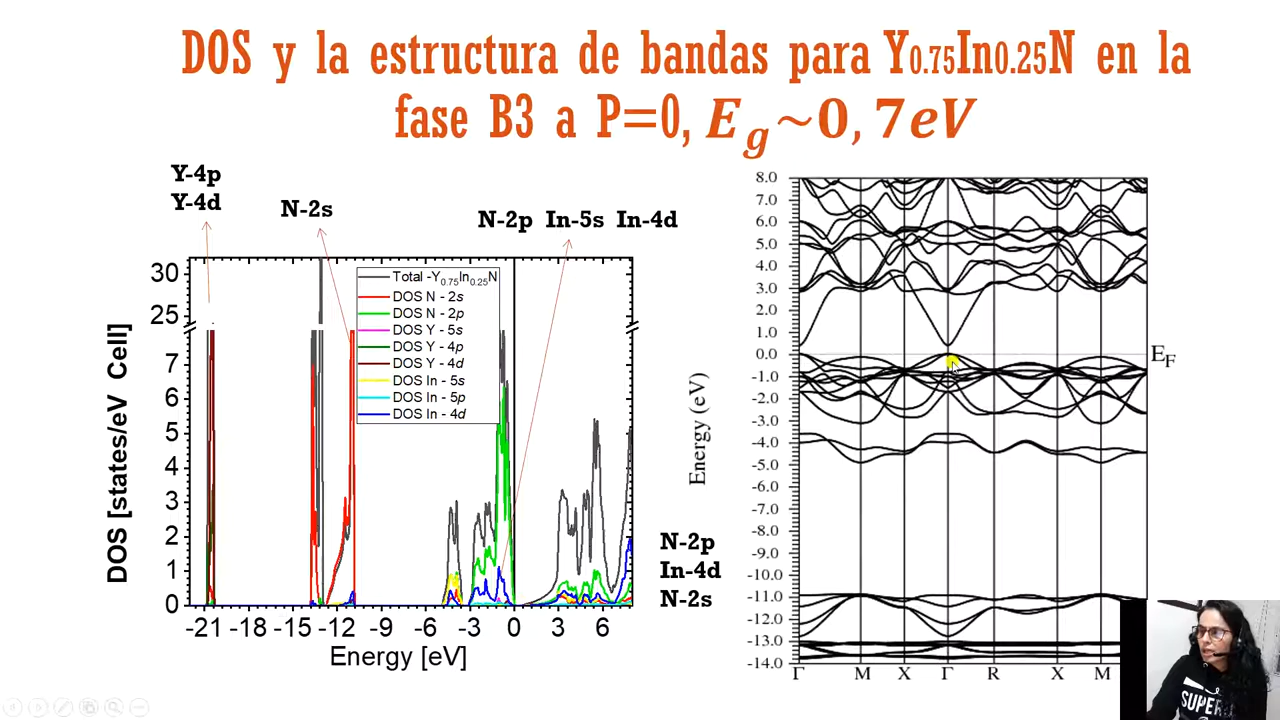 DOS y la estructura de bandas para Y0.75In0.25N en la
fase B3 a P=0, Eg~0, 7eV
Y-4p
Y-4d
N-2s
N-2p In-5s In-4d
30
25
7
6
5
4
3
2
1
0
DOS [states/eV Cell]
Total -Y0.75In0.25N
DOS N - 2s
DOS N - 2p
DOS Y - 5s
DOS Y - 4p
DOS Y - 4d
DOS In - 5s
DOS In - 5p
DOS In - 4d
-21 -18 -15 -12 -9 -6 -3 0 3 6
Energy [eV]
N-2p
In-4d
N-2s
Energy (eV)
8.0
7.0
6.0
5.0
4.0
3.0
2.0
1.0
0.0
-1.0
-2.0
-3.0
-4.0
-5.0
-6.0
-7.0
-8.0
-9.0
-10.0
-11.0
-12.0
-13.0
-14.0
EF
Γ M X Γ R X M
SUPER